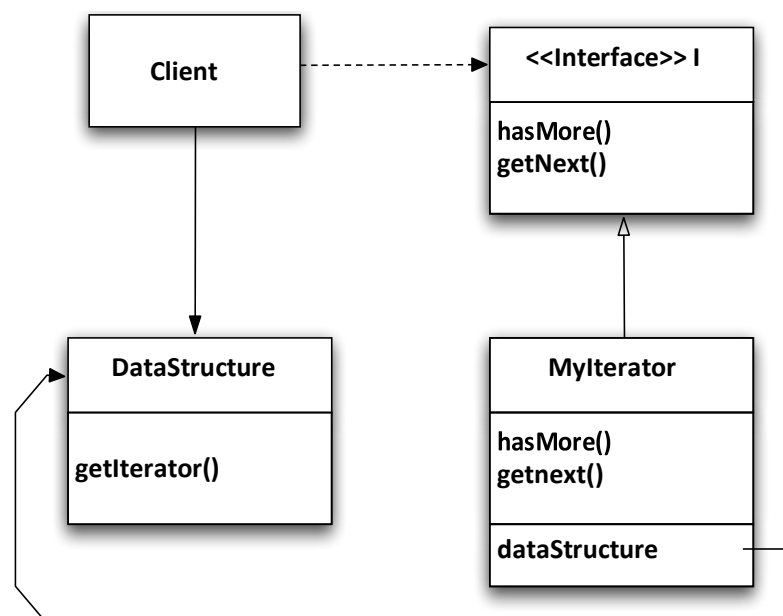 Client
<<Interface>> I
hasMore()
getNext()
DataStructure
getIterator()
MyIterator
hasMore()
getnext()
dataStructure